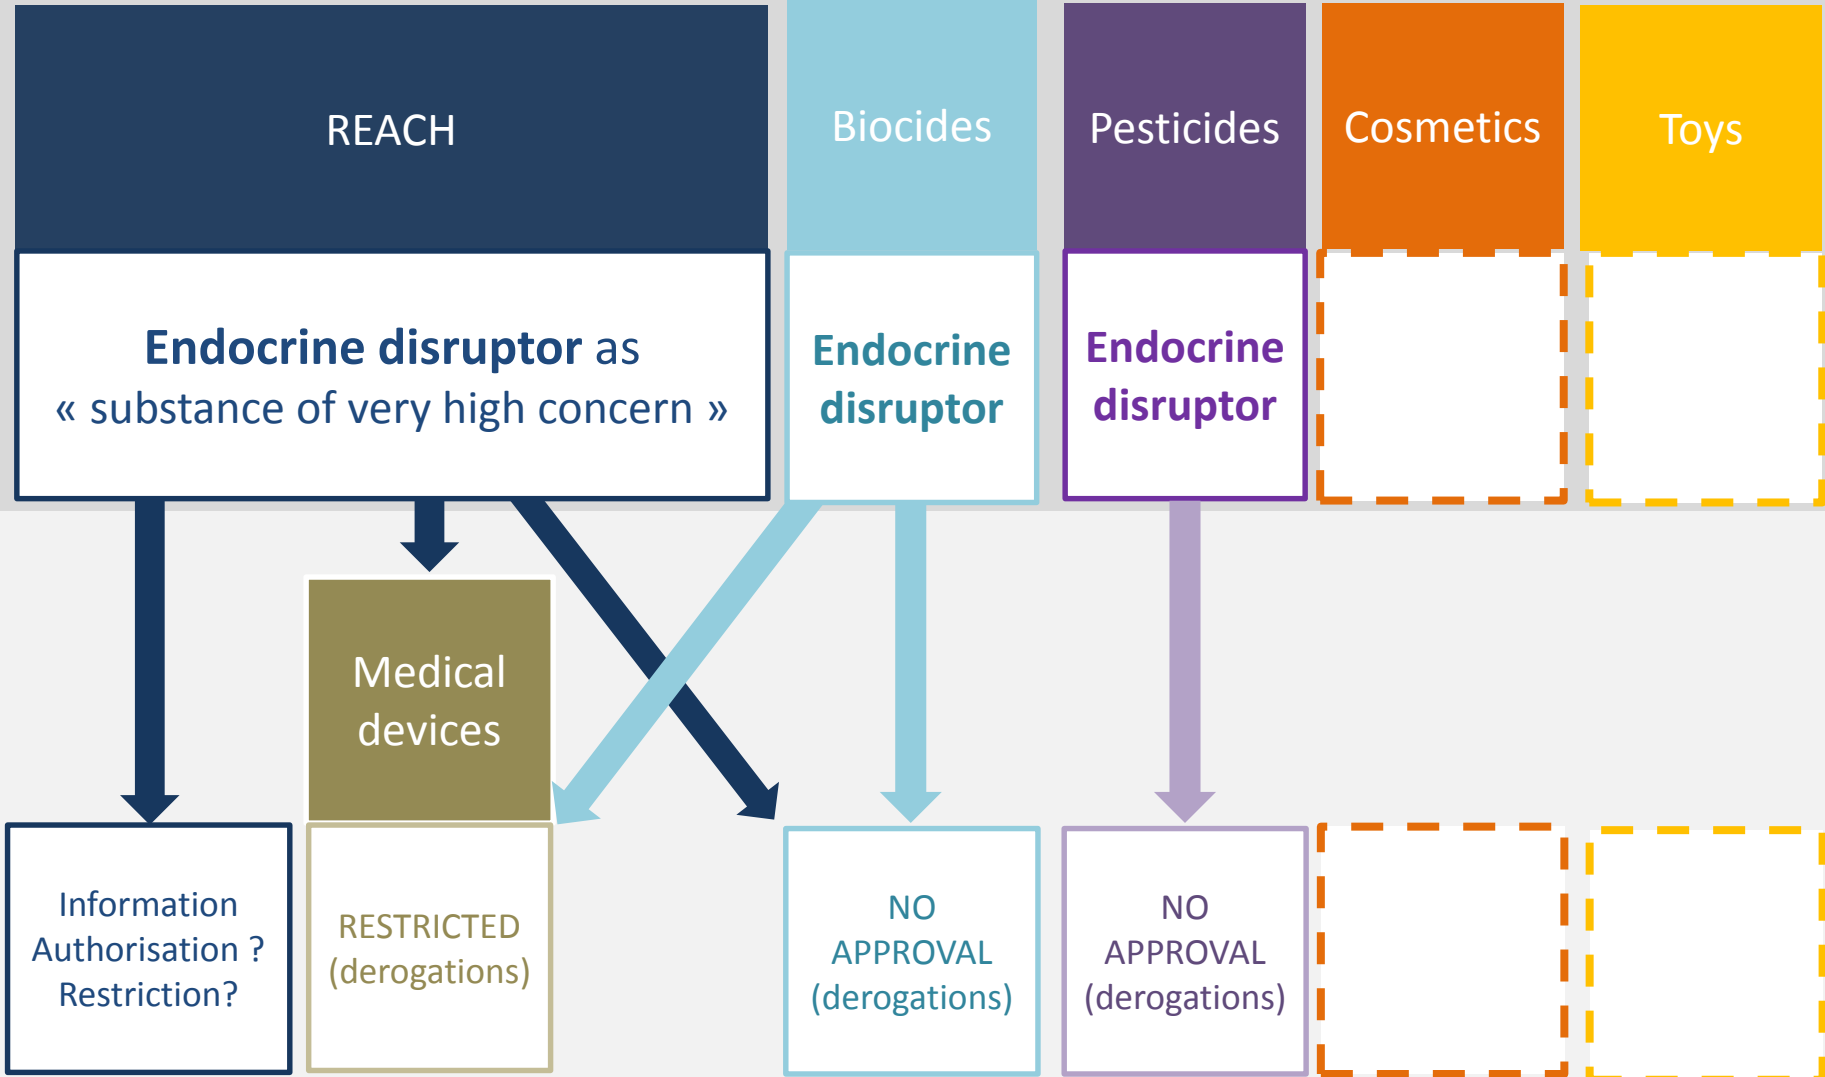 REACH
Biocides
Pesticides
Cosmetics
Toys
Endocrine disruptor as
« substance of very high concern »
Endocrine
disruptor
Endocrine
disruptor
Medical
devices
Information
Authorisation ?
Restriction?
RESTRICTED
(derogations)
NO
APPROVAL
(derogations)
NO
APPROVAL
(derogations)